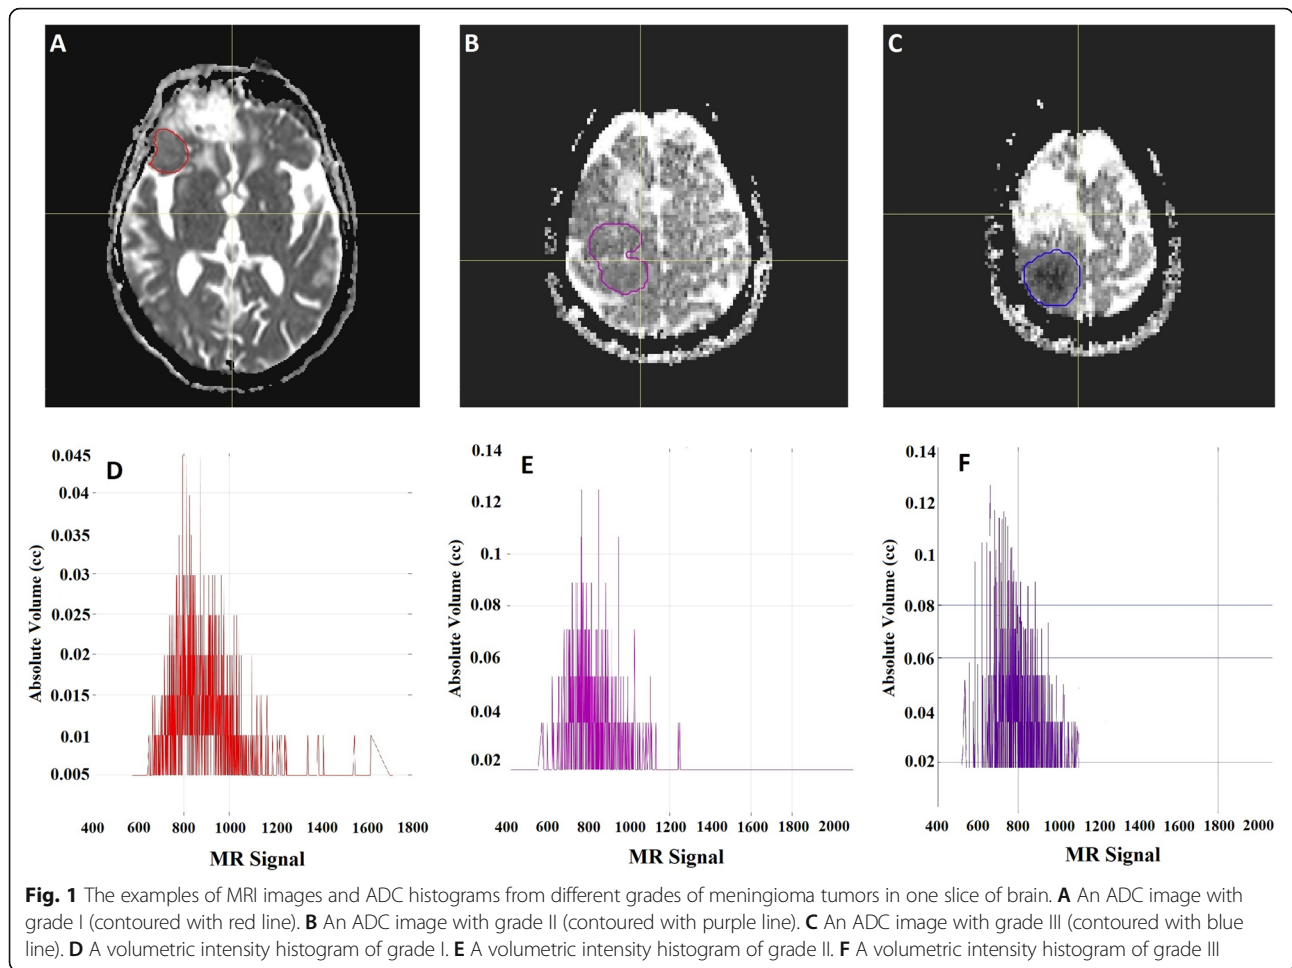 A
B
C
D
0.045
0.04
0.035
0.03
0.025
0.02
0.015
0.01
0.005
Absolute Volume (cc)
400 600 800 1000 1200 1400 1600 1800
MR Signal
E
0.14
0.12
0.1
0.08
0.06
0.04
0.02
Absolute Volume (cc)
400 600 800 1000 1200 1400 1600 1800 2000
MR Signal
F
0.14
0.12
0.1
0.08
0.06
0.04
0.02
Absolute Volume (cc)
400 800 1000 1200 1400 1600 1800 2000
MR Signal
Fig. 1 The examples of MRI images and ADC histograms from different grades of meningioma tumors in one slice of brain. A An ADC image with
grade I (contoured with red line). B An ADC image with grade II (contoured with purple line). C An ADC image with grade III (contoured with blue
line). D A volumetric intensity histogram of grade I. E A volumetric intensity histogram of grade II. F A volumetric intensity histogram of grade III